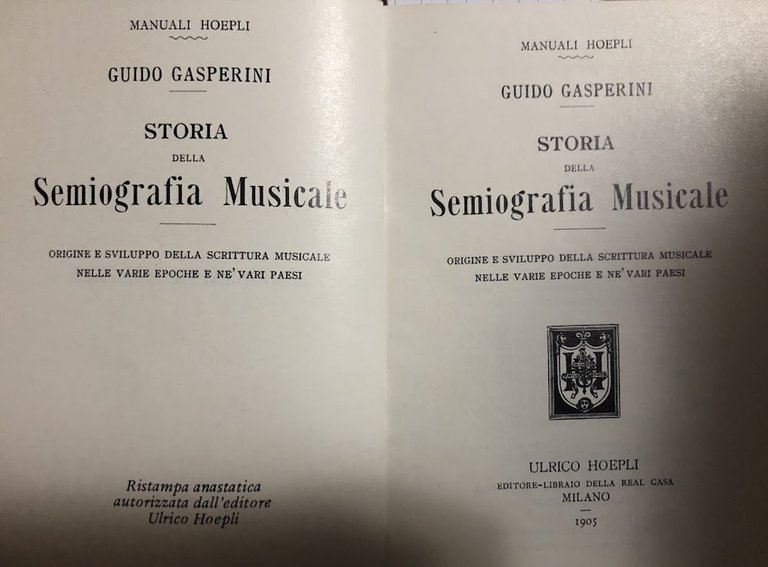 MANUALI HOEPLI
GUIDO GASPERINI
STORIA
DELLA
Semiografia Musicale
ORIGINE E SVILUPPO DELLA SCRITTURA MUSICALE
NELLE VARIE EPOCHE E NE' VARI PAESI
Ristampa anastatica
autorizzata dall'editore
Ulrico Hoepli
MANUALI HOEPLI
GUIDO GASPERINI
STORIA
DELLA
Semiografia Musicale
ORIGINE E SVILUPPO DELLA SCRITTURA MUSICALE
NELLE VARIE EPOCHE E NE' VARI PAESI
ULRICO HOEPLI
EDITORE-LIBRAIO DELLA REAL CASA
MILANO
1905